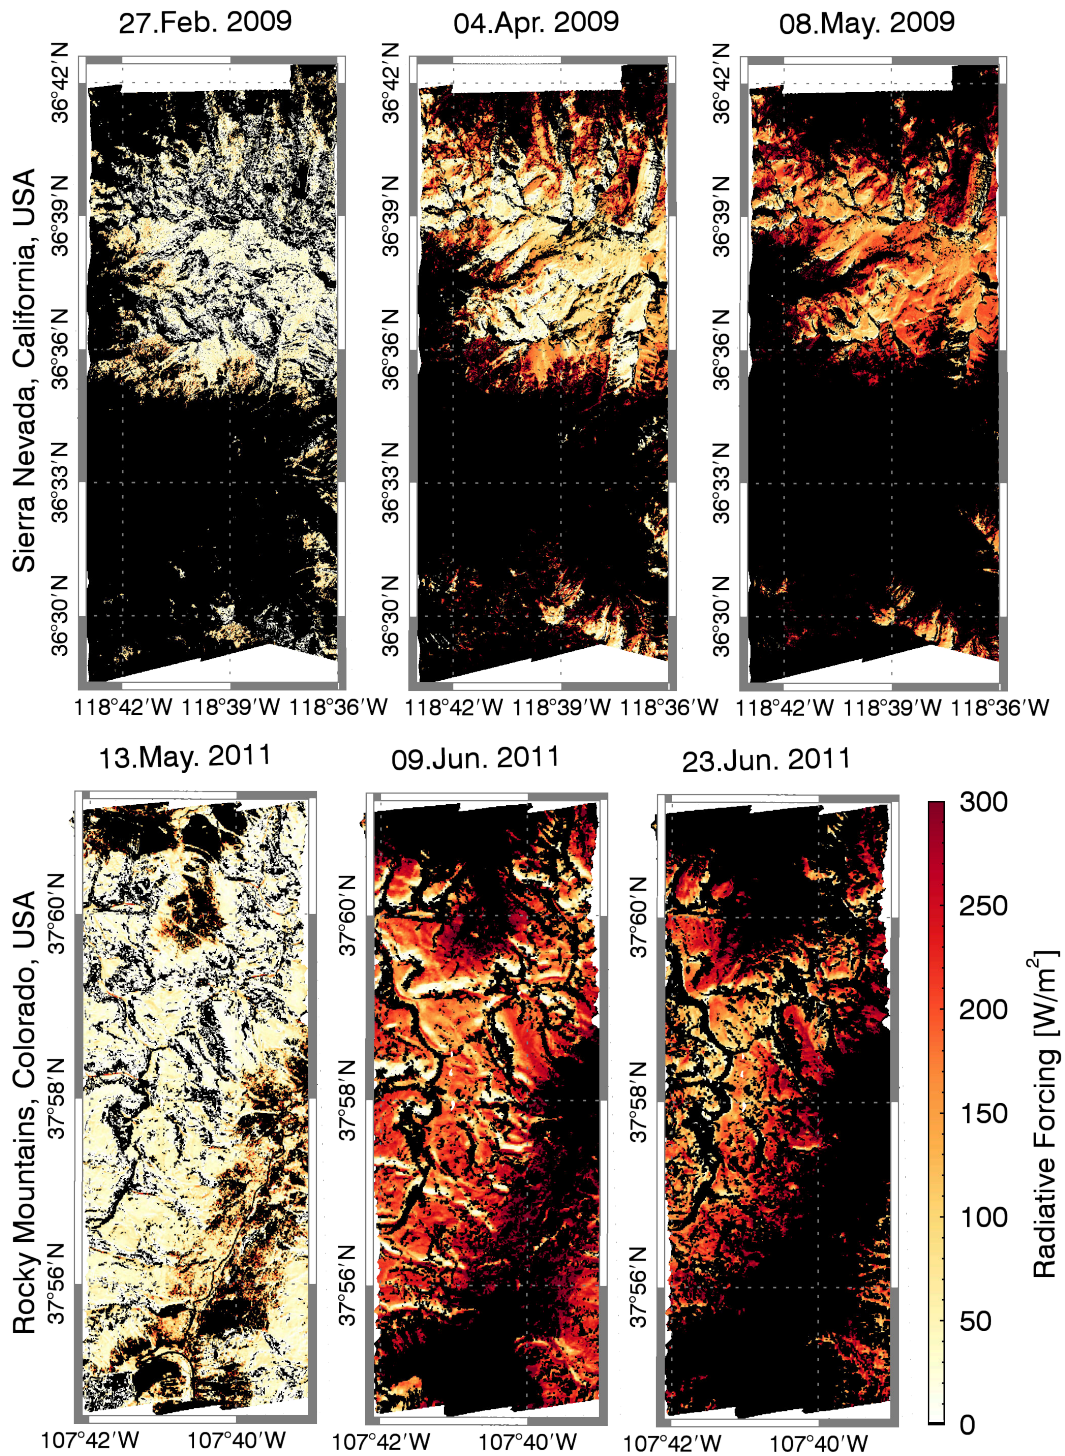 27.Feb. 2009
04.Apr. 2009
08.May. 2009
Sierra Nevada, California, USA
36°42'N
36°39'N
36°36'N
36°33'N
36°30'N
36°42'N
36°39'N
36°36'N
36°33'N
36°30'N
36°42'N
36°39'N
36°36'N
36°33'N
36°30'N
118°42'W 118°39'W 118°36'W
118°42'W 118°39'W 118°36'W
118°42'W 118°39'W 118°36'W
13.May. 2011
09.Jun. 2011
23.Jun. 2011
Rocky Mountains, Colorado, USA
37°60'N
37°58'N
37°56'N
37°60'N
37°58'N
37°56'N
37°60'N
37°58'N
37°56'N
107°42'W 107°40'W
107°42'W 107°40'W
107°42'W 107°40'W
300
250
200
150
100
50
0
Radiative Forcing [W/m²]